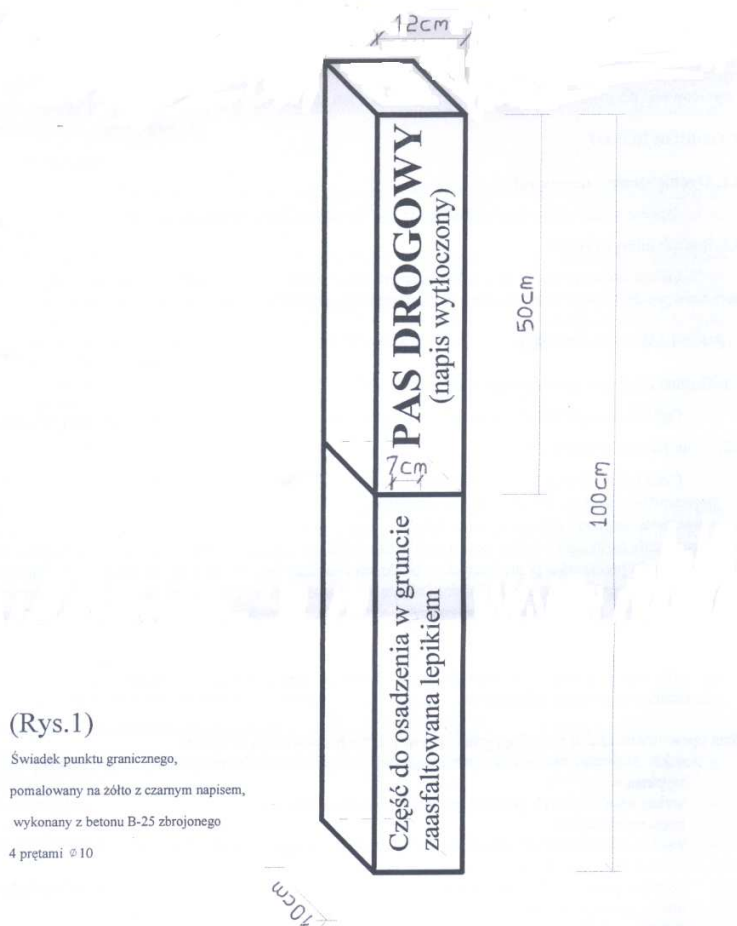 12cm
PAS DROGOWY
(napis wytłoczony)
50cm
7cm
100cm
Część do osadzenia w gruncie
zaasfaltowana lepikiem
(Rys.1)
Świadek punktu granicznego,
pomalowany na żółto z czarnym napisem,
wykonany z betonu B-25 zbrojonego
4 prętami ⌀10
10cm